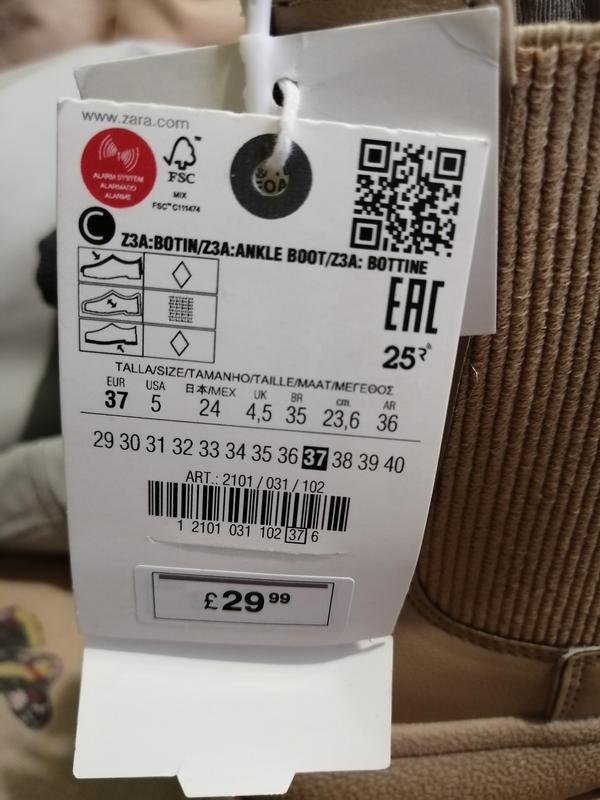 www.zara.com
ALARM SYSTEM
ALARMADO
ALARME
FSC™
MIX
FSC™ C111474
C Z3A:BOTIN/Z3A:ANKLE BOOT/Z3A: BOTTINE
EAC
25
TALLA/SIZE/TAMANHO/TAILLE/MAAT/ΜΕΓΕΘΟΣ
EUR USA 日本/MEX UK BR cm. AR
37 5 24 4,5 35 23,6 36
29 30 31 32 33 34 35 36 37 38 39 40
ART.: 2101 / 031 / 102
1 2101 031 102 37 6
£29 99